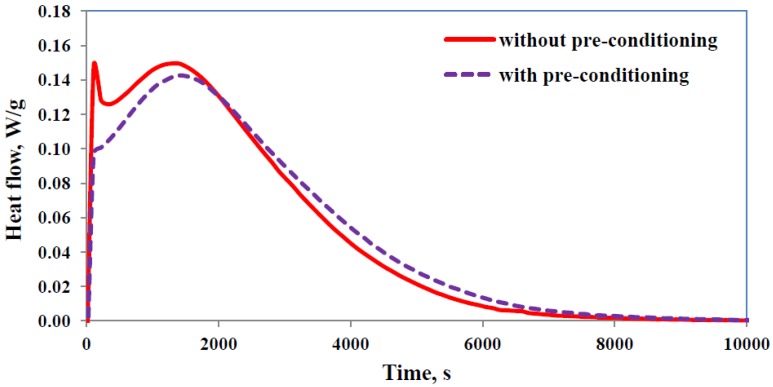 0.18
0.16
0.14
0.12
0.10
0.08
0.06
0.04
0.02
0.00
Heat flow, W/g
without pre-conditioning
with pre-conditioning
0 2000 4000 6000 8000 10000
Time, s